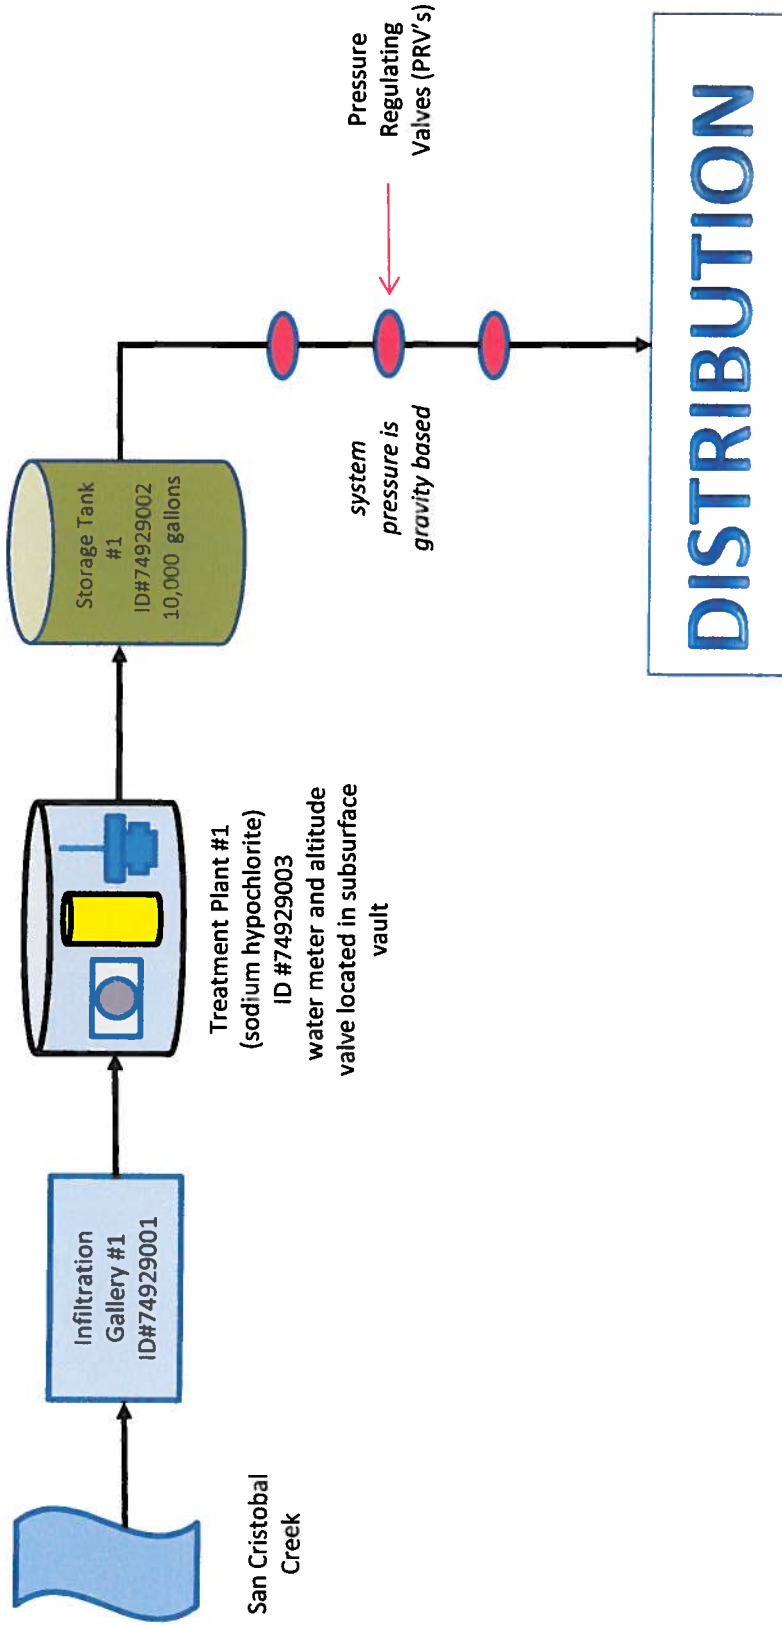 San Cristobal
Creek
Infiltration
Gallery #1
ID#74929001
Treatment Plant #1
(sodium hypochlorite)
ID #74929003
water meter and altitude
valve located in subsurface
vault
Storage Tank
#1
ID#74929002
10,000 gallons
system
pressure is
gravity based
Pressure
Regulating
Valves (PRV's)
DISTRIBUTION